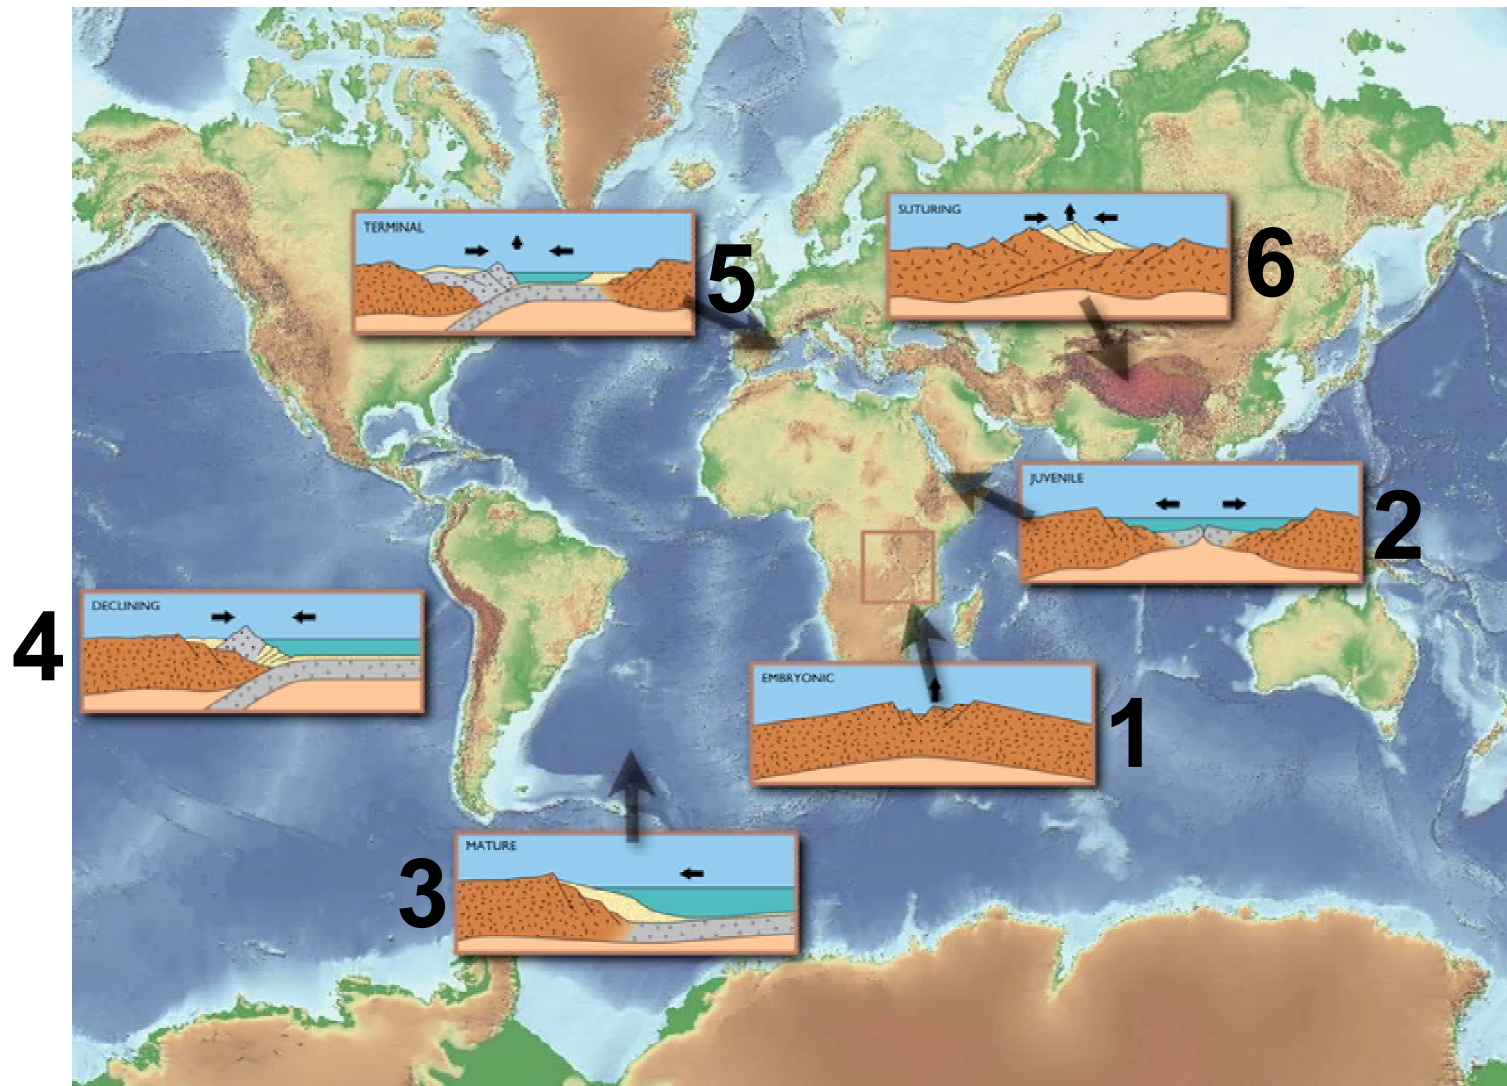 TERMINAL
5
SUTURING
6
JUVENILE
2
4
DECLINING
EMBRYONIC
1
MATURE
3